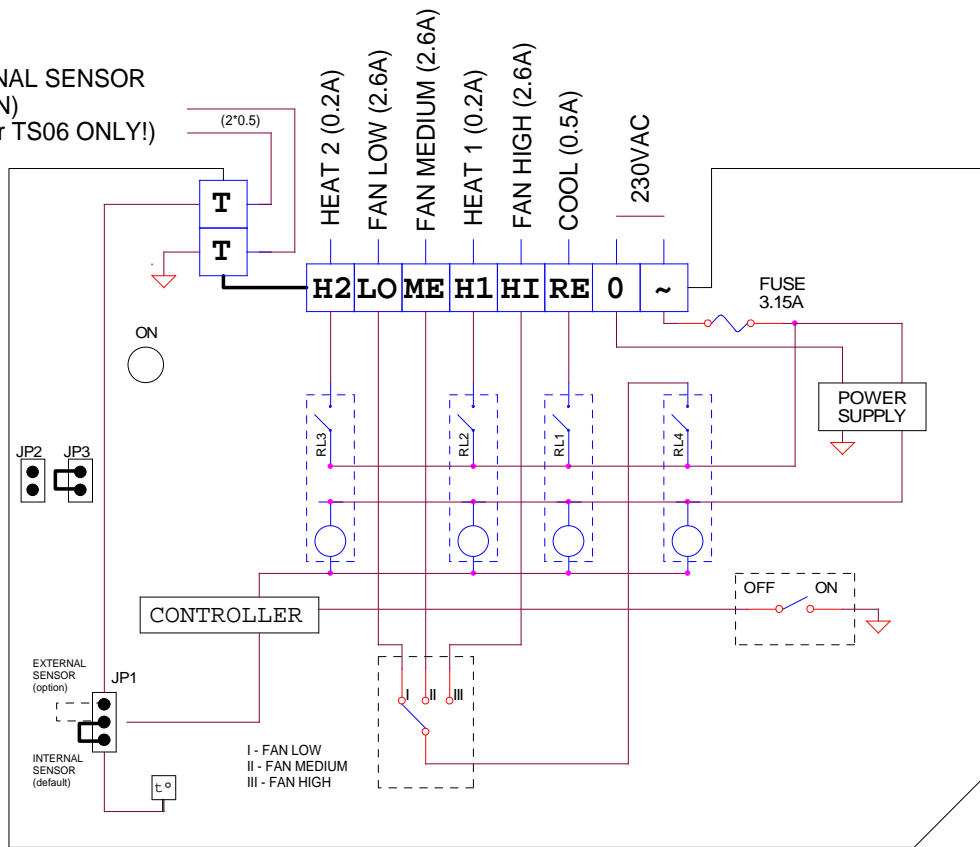 NAL SENSOR
N)
r TS06 ONLY!)
(2*0.5)
HEAT 2 (0.2A)
FAN LOW (2.6A)
FAN MEDIUM (2.6A)
HEAT 1 (0.2A)
FAN HIGH (2.6A)
COOL (0.5A)
230VAC
T
T
H2 LO ME H1 HI RE 0 ~
FUSE
3.15A
ON
POWER
SUPPLY
RL3
RL2
RL1
RL4
JP2
JP3
OFF
ON
CONTROLLER
EXTERNAL
SENSOR
(option)
JP1
I
II
III
INTERNAL
SENSOR
(default)
I - FAN LOW
II - FAN MEDIUM
III - FAN HIGH
t°